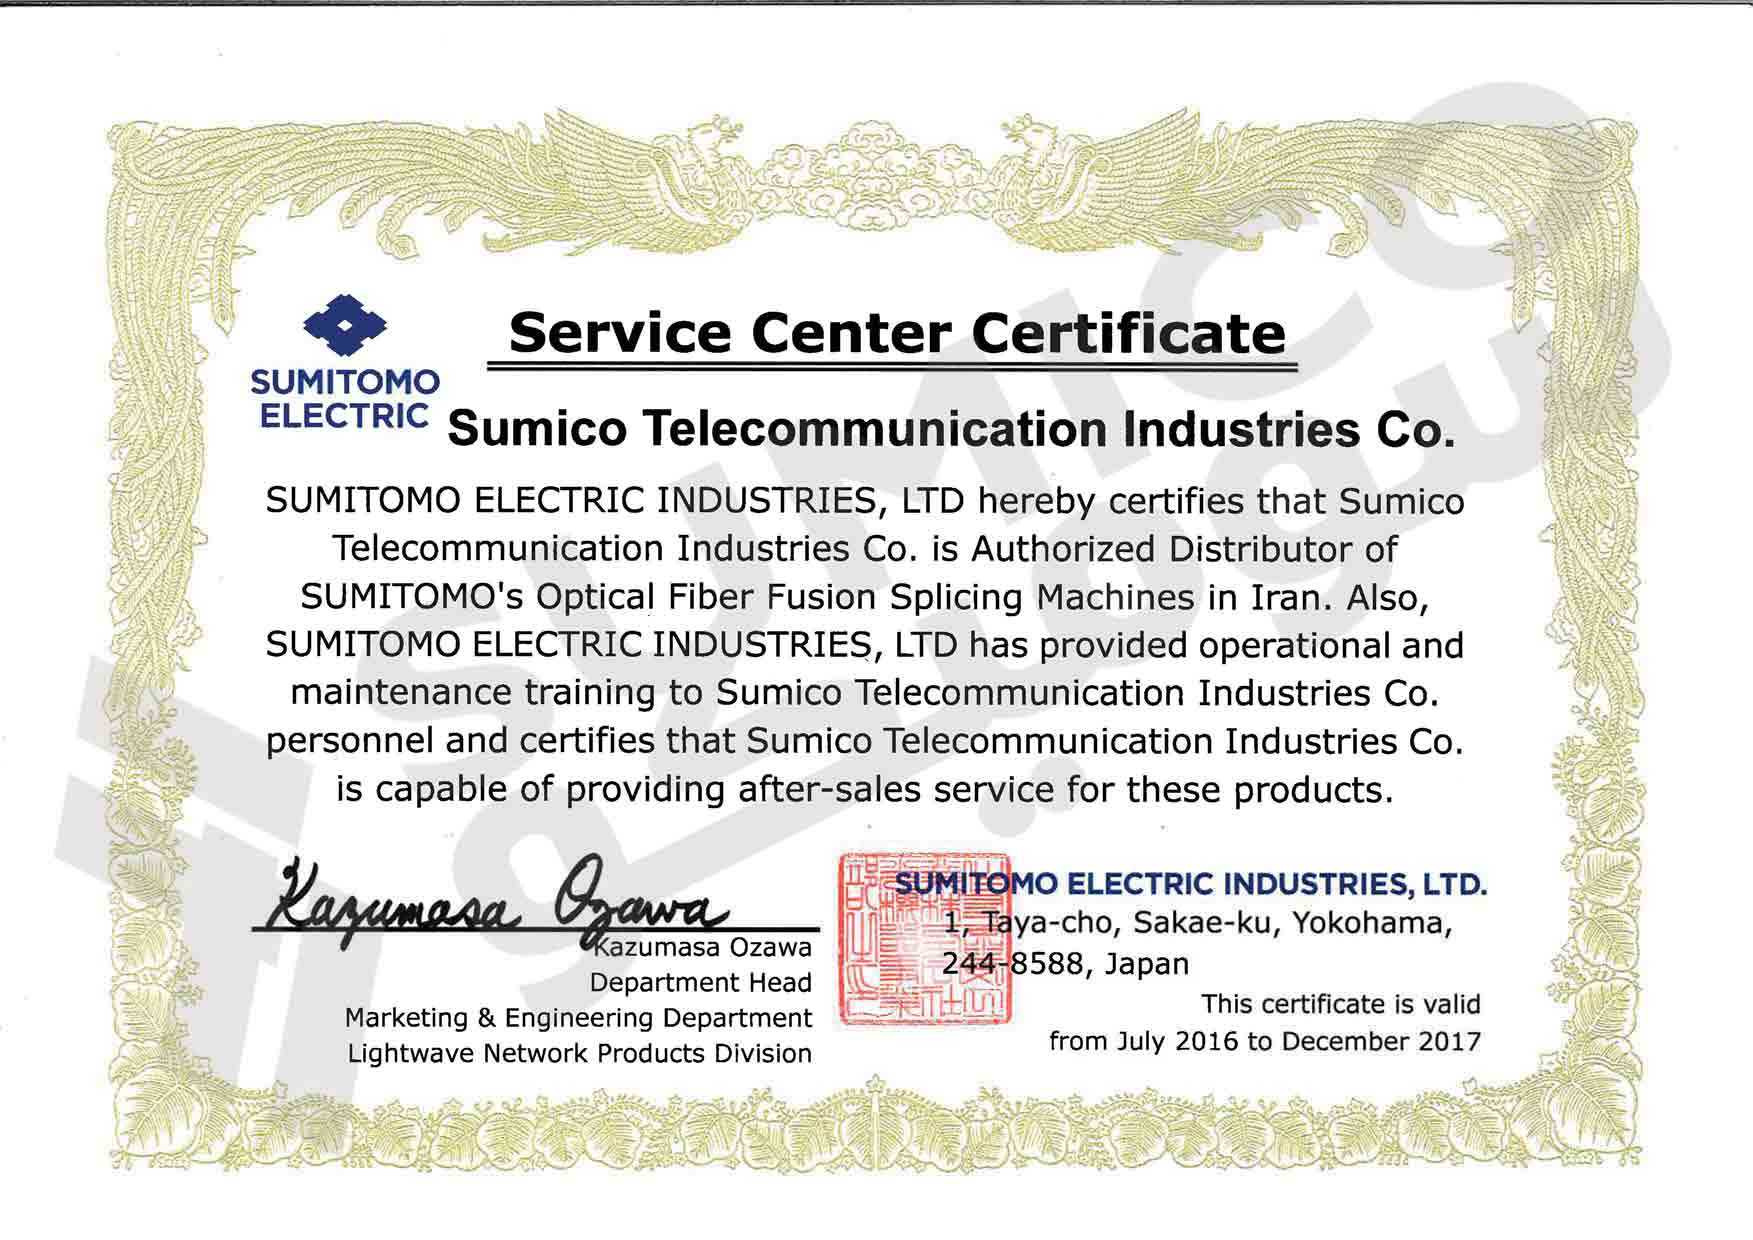 Service Center Certificate
SUMITOMO
ELECTRIC
Sumico Telecommunication Industries Co.
SUMITOMO ELECTRIC INDUSTRIES, LTD hereby certifies that Sumico
Telecommunication Industries Co. is Authorized Distributor of
SUMITOMO's Optical Fiber Fusion Splicing Machines in Iran. Also,
SUMITOMO ELECTRIC INDUSTRIES, LTD has provided operational and
maintenance training to Sumico Telecommunication Industries Co.
personnel and certifies that Sumico Telecommunication Industries Co.
is capable of providing after-sales service for these products.
Kazumasa Ozawa
Kazumasa Ozawa
Department Head
Marketing & Engineering Department
Lightwave Network Products Division
SUMITOMO ELECTRIC INDUSTRIES, LTD.
1, Taya-cho, Sakae-ku, Yokohama,
244-8588, Japan
This certificate is valid
from July 2016 to December 2017
SUMICO